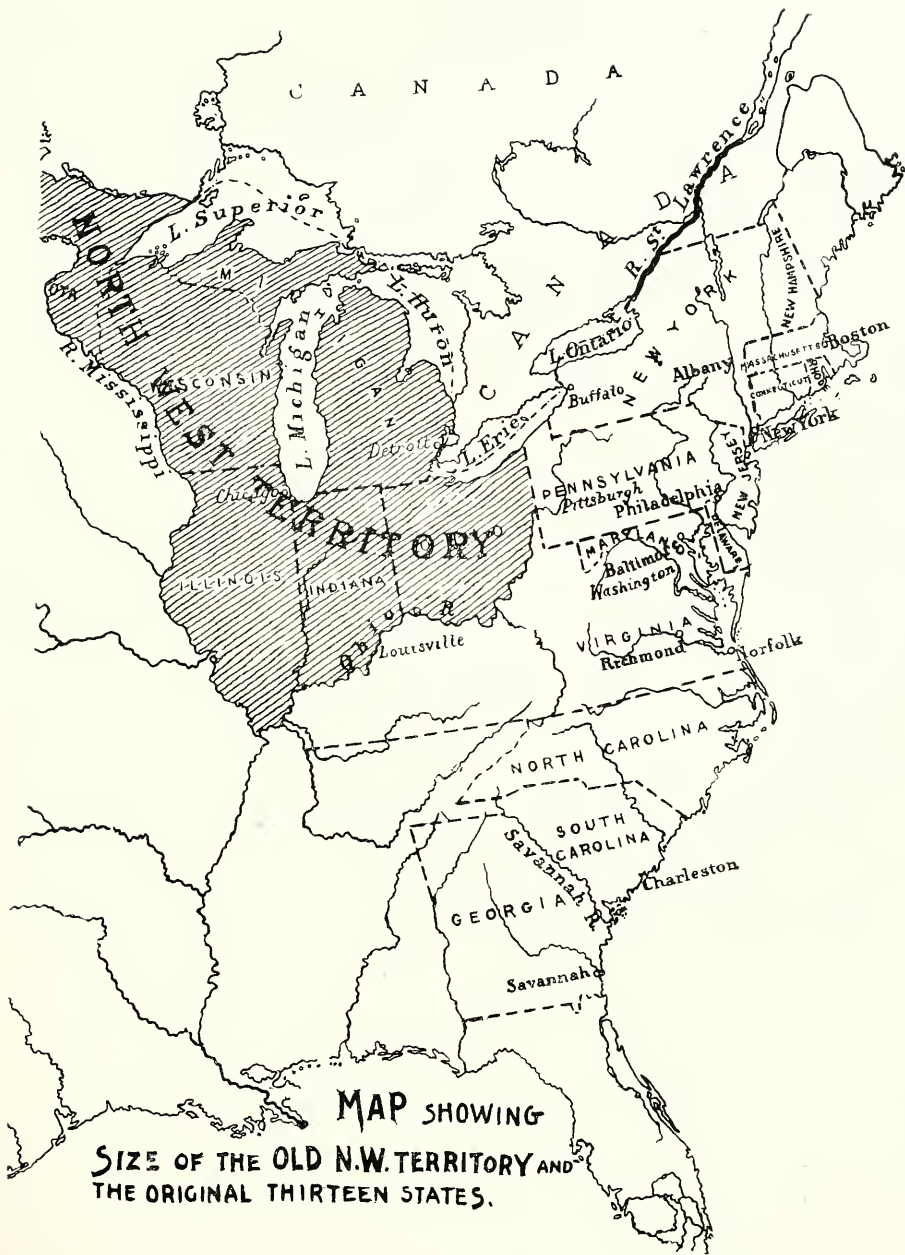 CANADA
CANADA
R. St. Lawrence
L. Superior
NORTH WEST TERRITORY
OTA
M
R. Mississippi
WISCONSIN
L. Michigan
L. Huron
H
I
G
A
N
L. Ontario
NEW YORK
NEW HAMPSHIRE
Albany
MASSACHUSETTS
Boston
CONNECTICUT
Buffalo
Detroit
L. Erie
New York
Chicago
PENNSYLVANIA
Pittsburgh
Philadelphia
NEW JERSEY
MARYLAND
DELAWARE
Baltimore
Washington
ILLINOIS
INDIANA
Ohio R
Louisville
VIRGINIA
Richmond
Norfolk
NORTH CAROLINA
SOUTH
CAROLINA
Savannah R.
Charleston
GEORGIA
Savannah
MAP SHOWING
SIZE OF THE OLD N.W. TERRITORY AND
THE ORIGINAL THIRTEEN STATES.